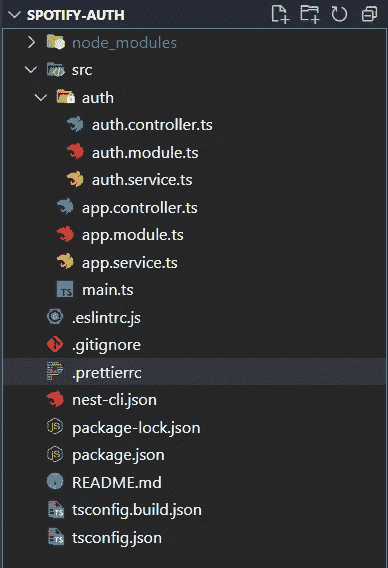 SPOTIFY-AUTH
node_modules
src
auth
auth.controller.ts
auth.module.ts
auth.service.ts
app.controller.ts
app.module.ts
app.service.ts
TS main.ts
.eslintrc.js
.gitignore
.prettierrc
nest-cli.json
JS package-lock.json
JS package.json
README.md
TS tsconfig.build.json
TS tsconfig.json